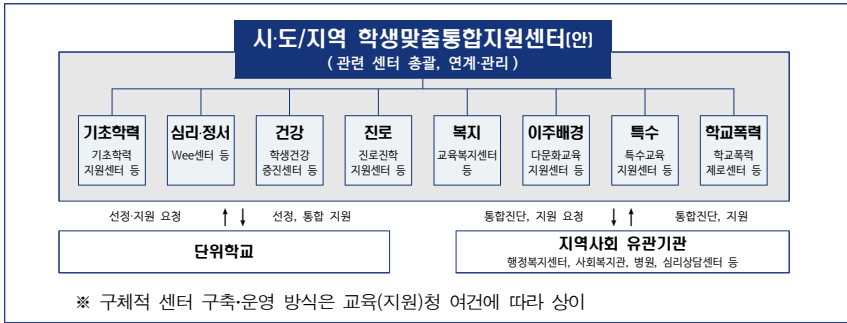 시·도/지역 학생맞춤통합지원센터(안)
( 관련 센터 총괄, 연계·관리 )
기초학력
기초학력
지원센터 등
심리·정서
Wee센터 등
건강
학생건강
증진센터 등
진로
진로진학
지원센터 등
복지
교육복지센터
등
이주배경
다문화교육
지원센터 등
특수
특수교육
지원센터 등
학교폭력
학교폭력
제로센터 등
선정·지원 요청
선정, 통합 지원
통합진단, 지원 요청
통합진단, 지원
단위학교
지역사회 유관기관
행정복지센터, 사회복지관, 병원, 심리상담센터 등
※ 구체적 센터 구축·운영 방식은 교육(지원)청 여건에 따라 상이